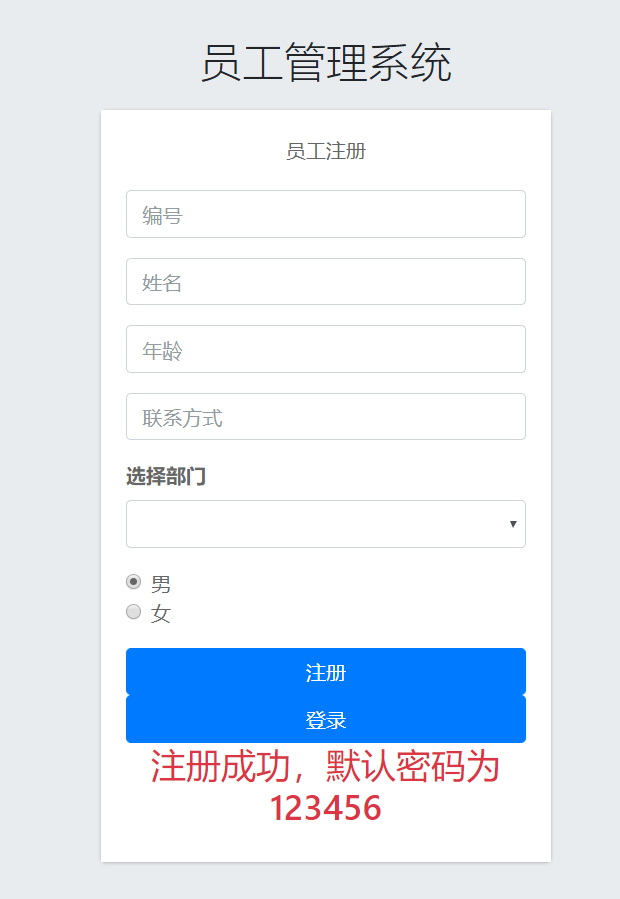 员工管理系统
员工注册
编号
姓名
年龄
联系方式
选择部门
男
女
注册
登录
注册成功，默认密码为
123456